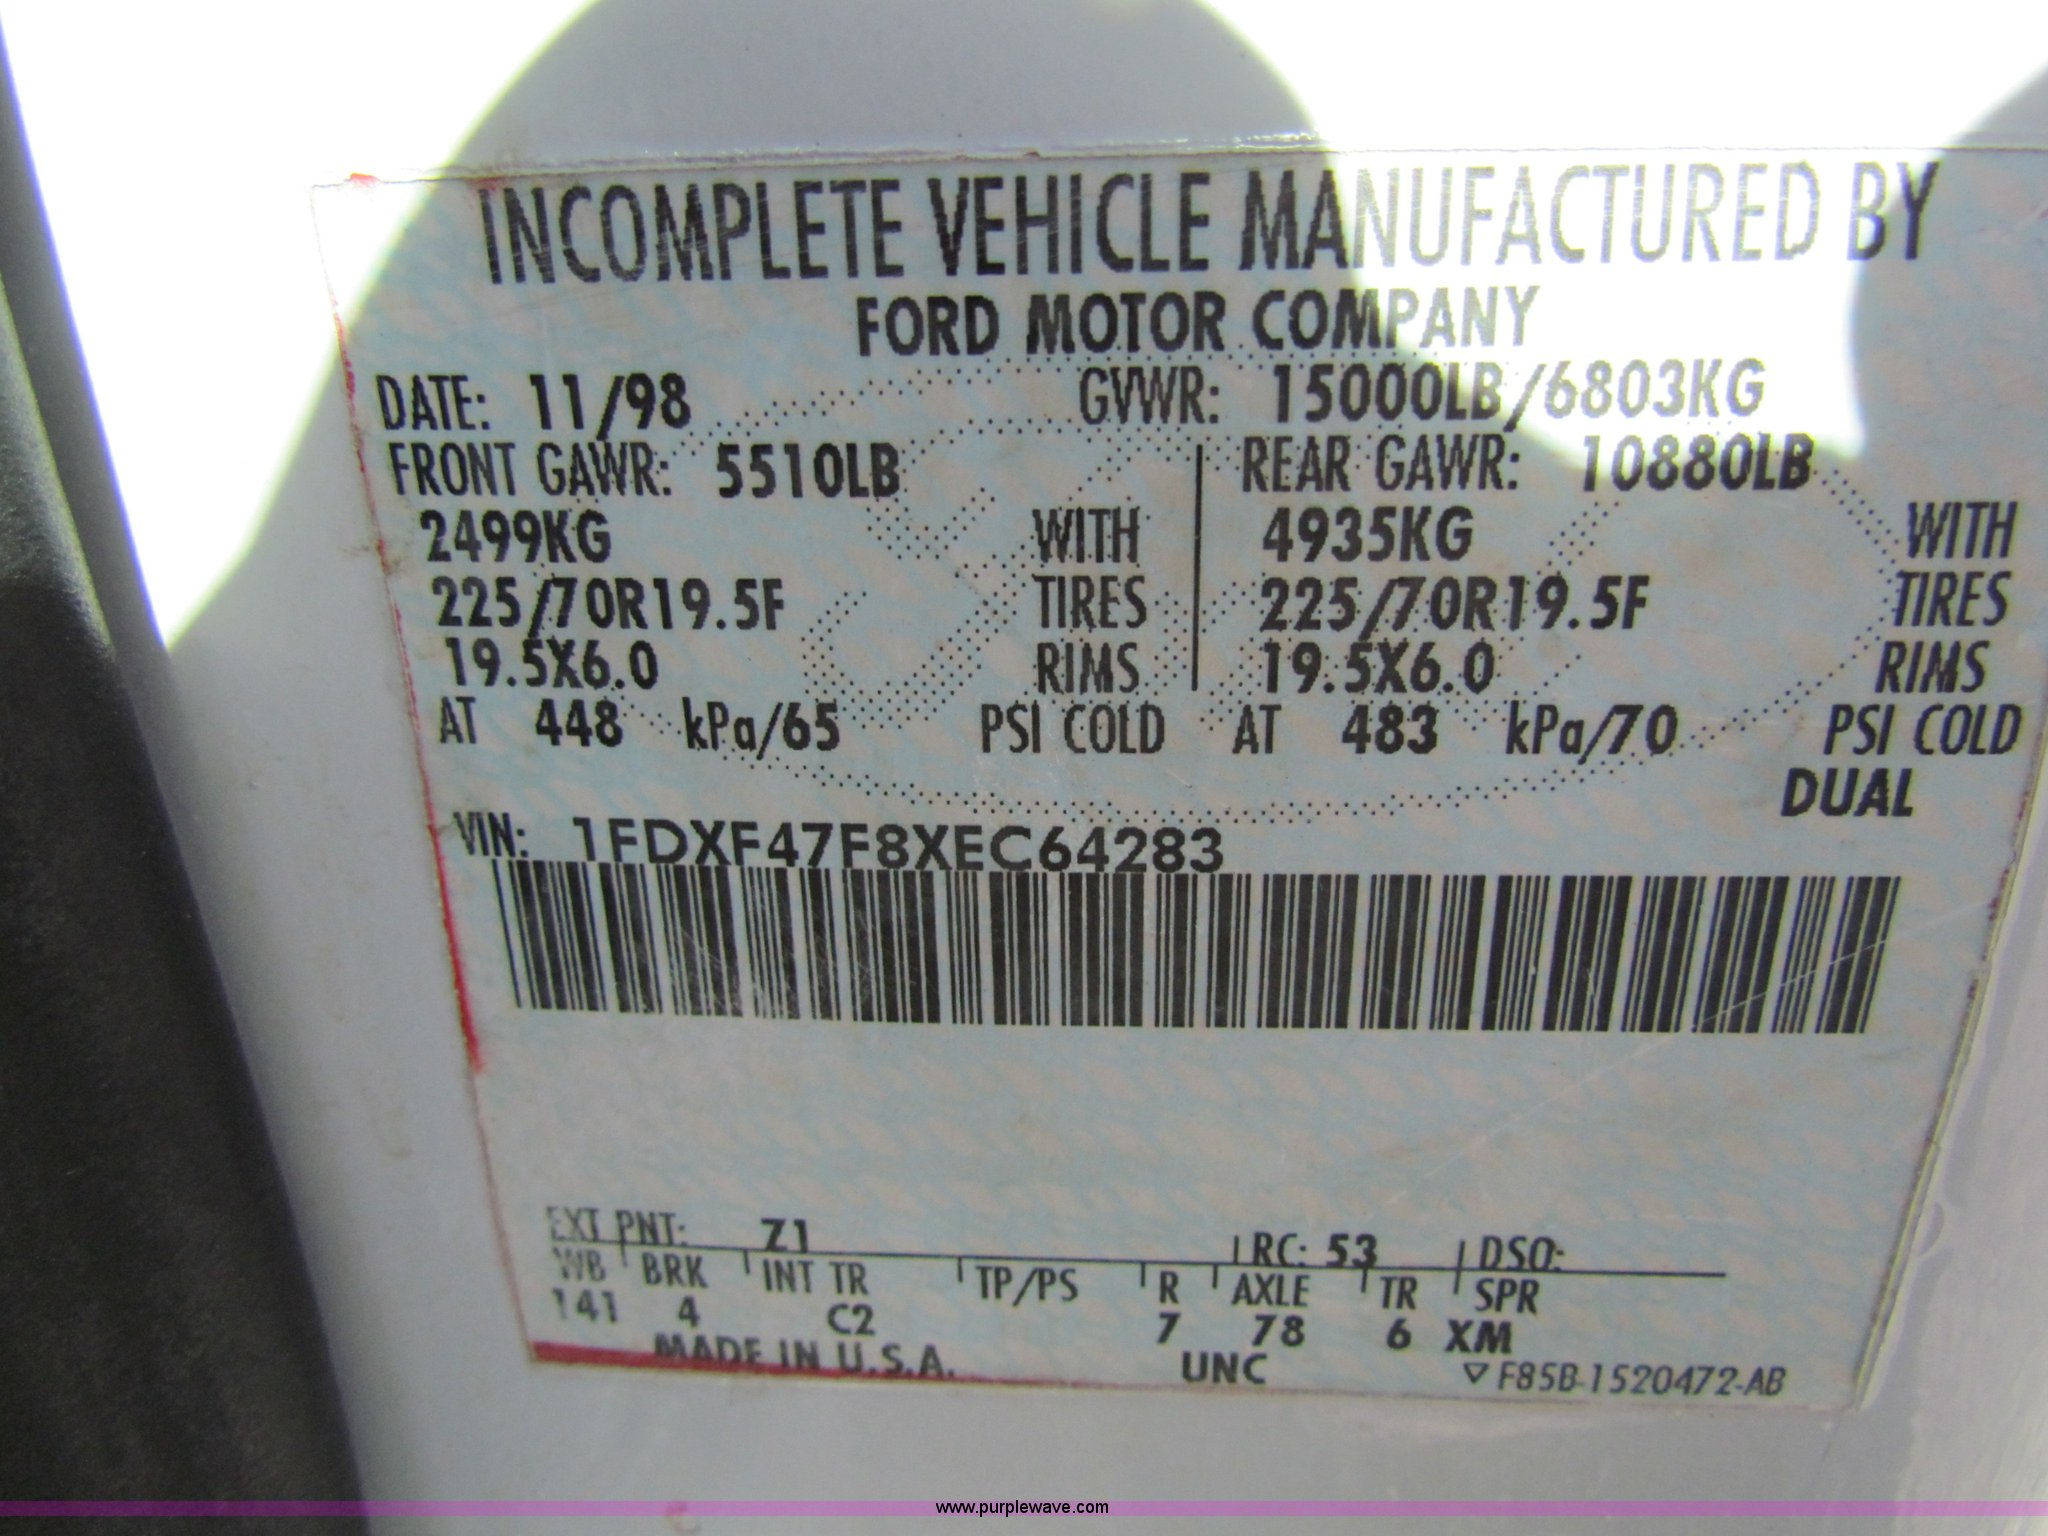 INCOMPLETE VEHICLE MANUFACTURED BY
FORD MOTOR COMPANY
DATE: 11/98 GVWR: 15000LB/6803KG
FRONT GAWR: 5510LB REAR GAWR: 10880LB
2499KG WITH 4935KG WITH
225/70R19.5F TIRES 225/70R19.5F TIRES
19.5X6.0 RIMS 19.5X6.0 RIMS
AT 448 kPa/65 PSI COLD AT 483 kPa/70 PSI COLD
DUAL
VIN: 1FDXF47F8XEC64283
EXT PNT: Z1 RC: 53 DSO:
WB BRK INT TR TP/PS R AXLE TR SPR
141 4 C2 7 78 6 XM
MADE IN U.S.A. UNC ▽ F85B-1520472-AB
www.purplewave.com